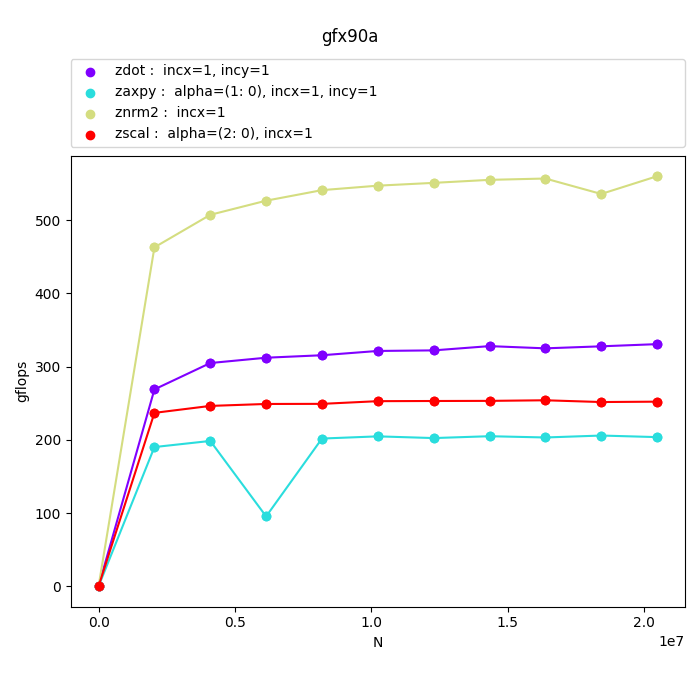 gfx90a
zdot :  incx=1, incy=1
zaxpy :  alpha=(1: 0), incx=1, incy=1
znrm2 :  incx=1
zscal :  alpha=(2: 0), incx=1
500
400
300
200
100
0
gflops
0.0 0.5 1.0 1.5 2.0
1e7
N